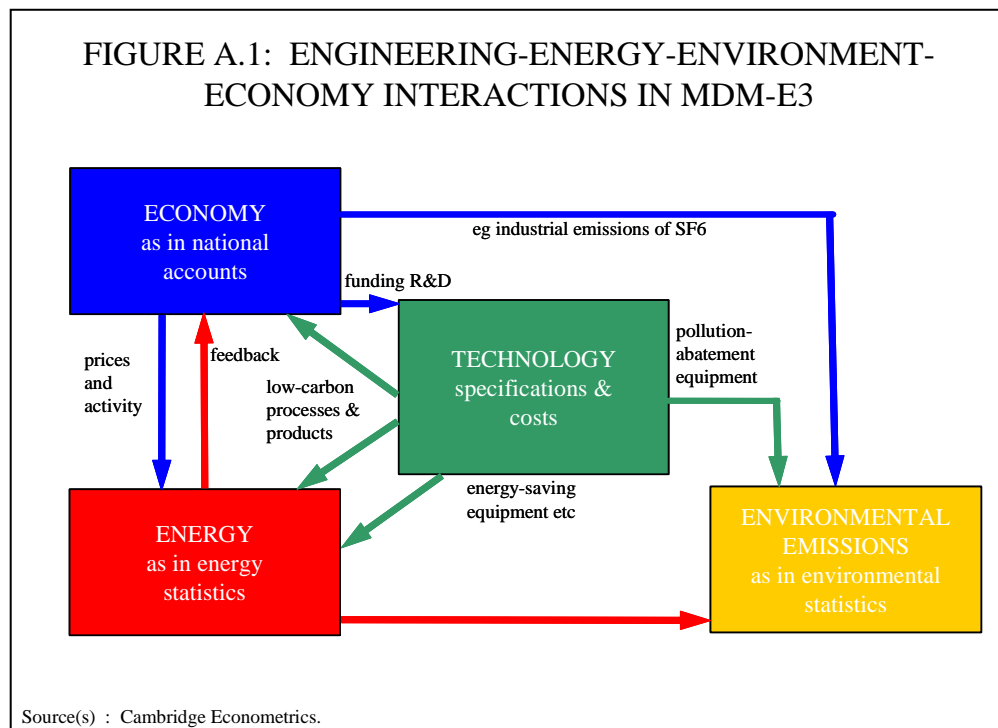 FIGURE A.1:  ENGINEERING-ENERGY-ENVIRONMENT-
ECONOMY INTERACTIONS IN MDM-E3
ECONOMY
as in national
accounts
eg industrial emissions of SF6
funding R&D
prices
and
activity
feedback
low-carbon
processes &
products
TECHNOLOGY
specifications &
costs
pollution-
abatement
equipment
energy-saving
equipment etc
ENERGY
as in energy
statistics
ENVIRONMENTAL
EMISSIONS
as in environmental
statistics
Source(s)  :  Cambridge Econometrics.